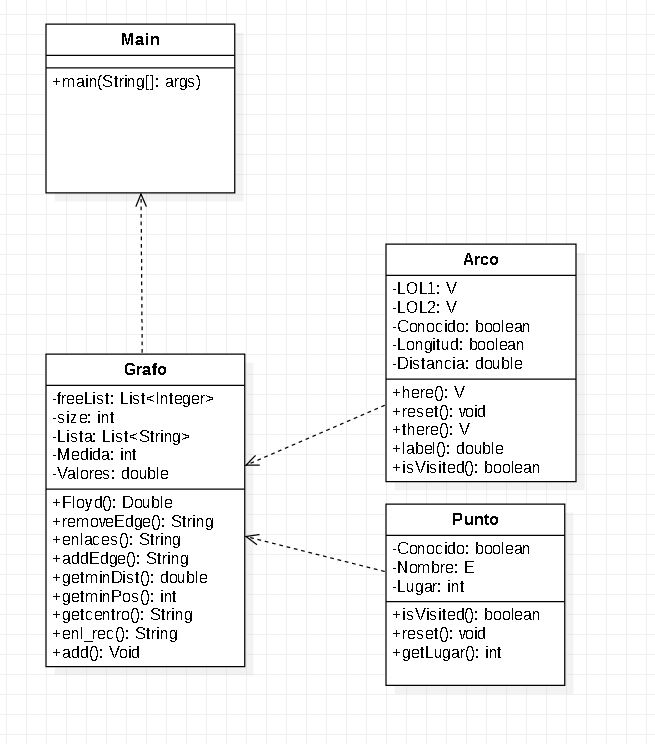 Main
+main(String[]: args)
Grafo
-freeList: List<Integer>
-size: int
-Lista: List<String>
-Medida: int
-Valores: double
+Floyd(): Double
+removeEdge(): String
+enlaces(): String
+addEdge(): String
+getminDist(): double
+getminPos(): int
+getcentro(): String
+enl_rec(): String
+add(): Void
Arco
-LOL1: V
-LOL2: V
-Conocido: boolean
-Longitud: boolean
-Distancia: double
+here(): V
+reset(): void
+there(): V
+label(): double
+isVisited(): boolean
Punto
-Conocido: boolean
-Nombre: E
-Lugar: int
+isVisited(): boolean
+reset(): void
+getLugar(): int